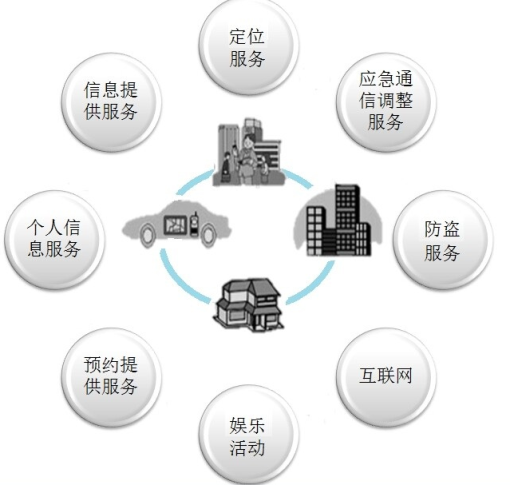 定位
服务
应急通
信调整
服务
信息提
供服务
个人信
息服务
防盗
服务
预约提
供服务
互联网
娱乐
活动